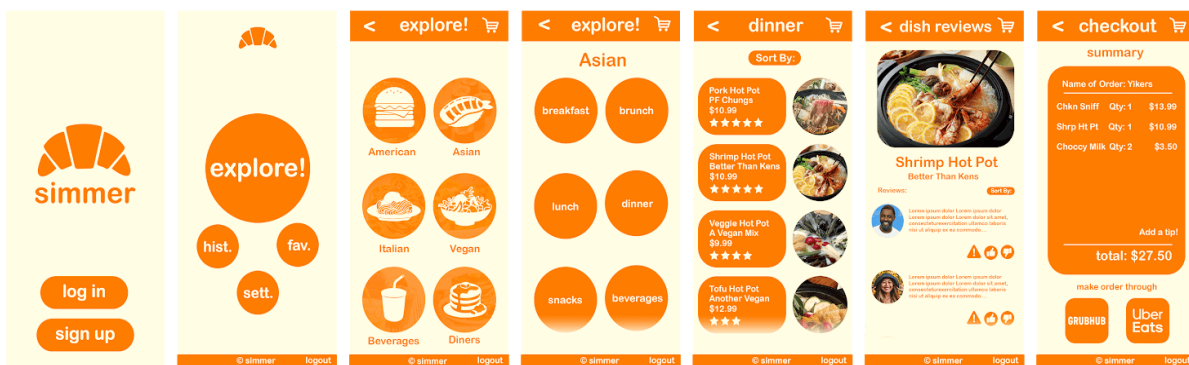 simmer
log in
sign up
explore!
hist.
fav.
sett.
© simmer
logout
< explore!
American
Asian
Italian
Vegan
Beverages
Diners
© simmer
logout
< explore!
Asian
breakfast
brunch
lunch
dinner
snacks
beverages
© simmer
logout
< dinner
Sort By:
Pork Hot Pot
PF Chungs
$10.99
Shrimp Hot Pot
Better Than Kens
$10.99
Veggie Hot Pot
A Vegan Mix
$9.99
Tofu Hot Pot
Another Vegan
$12.99
© simmer
logout
< dish reviews
Shrimp Hot Pot
Better Than Kens
Reviews:
Sort By:
© simmer
logout
< checkout
summary
Name of Order: Yikers
Chkn Sniff Qty: 1 $13.99
Shrp Ht Pt Qty: 1 $10.99
Choccy Milk Qty: 2 $3.50
Add a tip!
total: $27.50
make order through
GRUBHUB
Uber
Eats
© simmer
logout